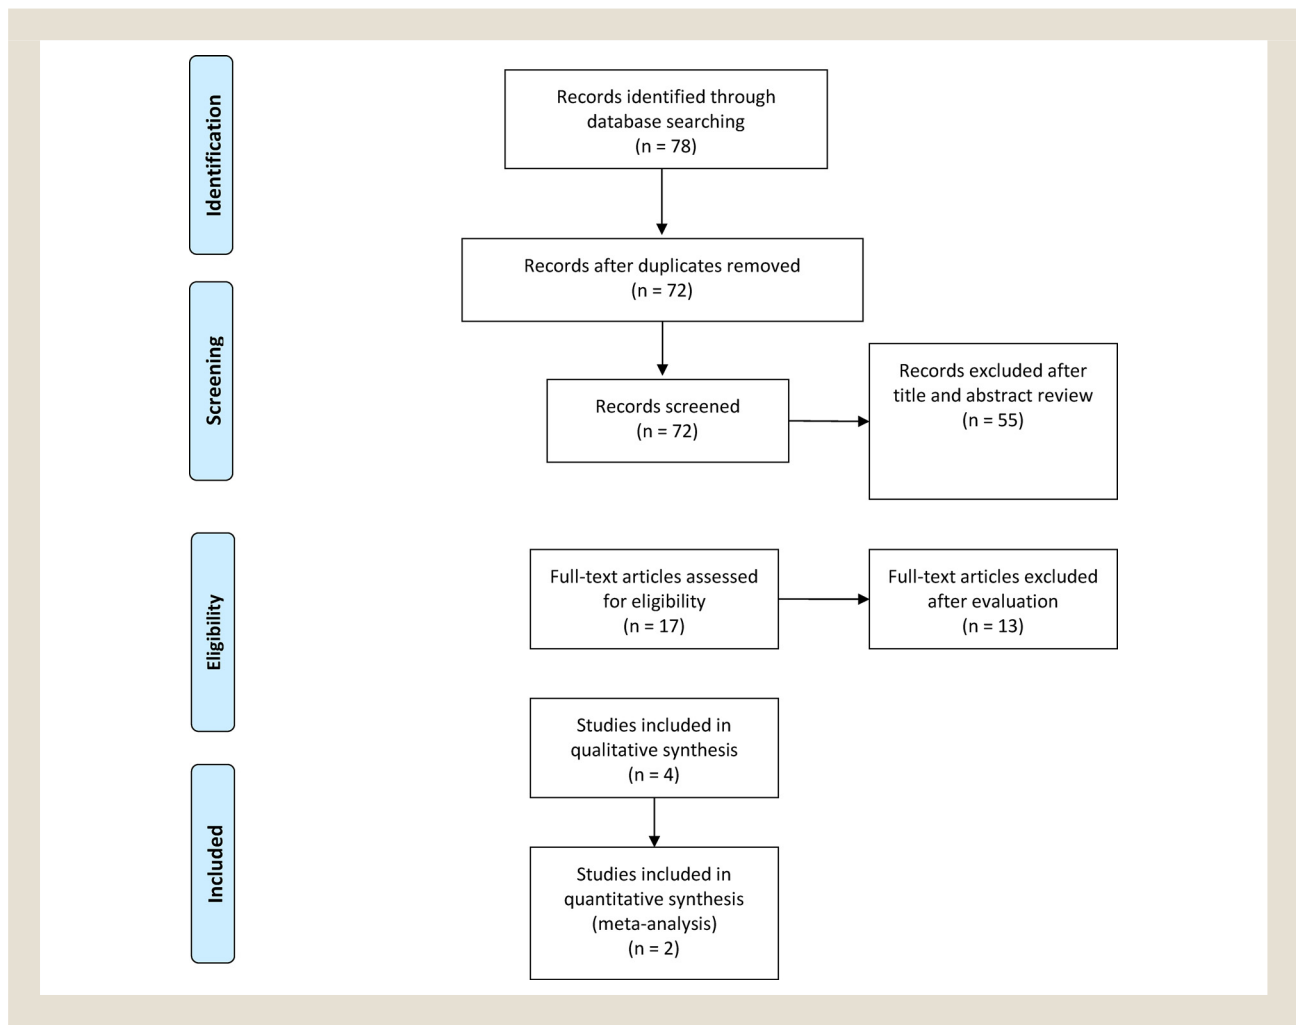 Identification
Records identified through
database searching
(n = 78)
Records after duplicates removed
(n = 72)
Screening
Records screened
(n = 72)
Records excluded after
title and abstract review
(n = 55)
Eligibility
Full-text articles assessed
for eligibility
(n = 17)
Full-text articles excluded
after evaluation
(n = 13)
Studies included in
qualitative synthesis
(n = 4)
Included
Studies included in
quantitative synthesis
(meta-analysis)
(n = 2)